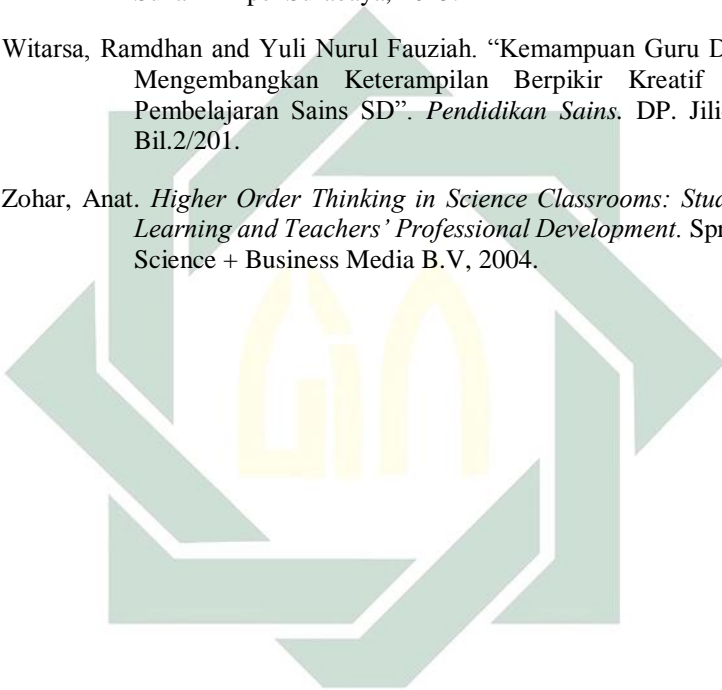 Witarsa, Ramdhan and Yuli Nurul Fauziah. “Kemampuan Guru D
Mengembangkan Keterampilan Berpikir Kreatif
Pembelajaran Sains SD”. Pendidikan Sains. DP. Jili
Bil.2/201.
Zohar, Anat. Higher Order Thinking in Science Classrooms: Stud
Learning and Teachers’ Professional Development. Spr
Science + Business Media B.V, 2004.